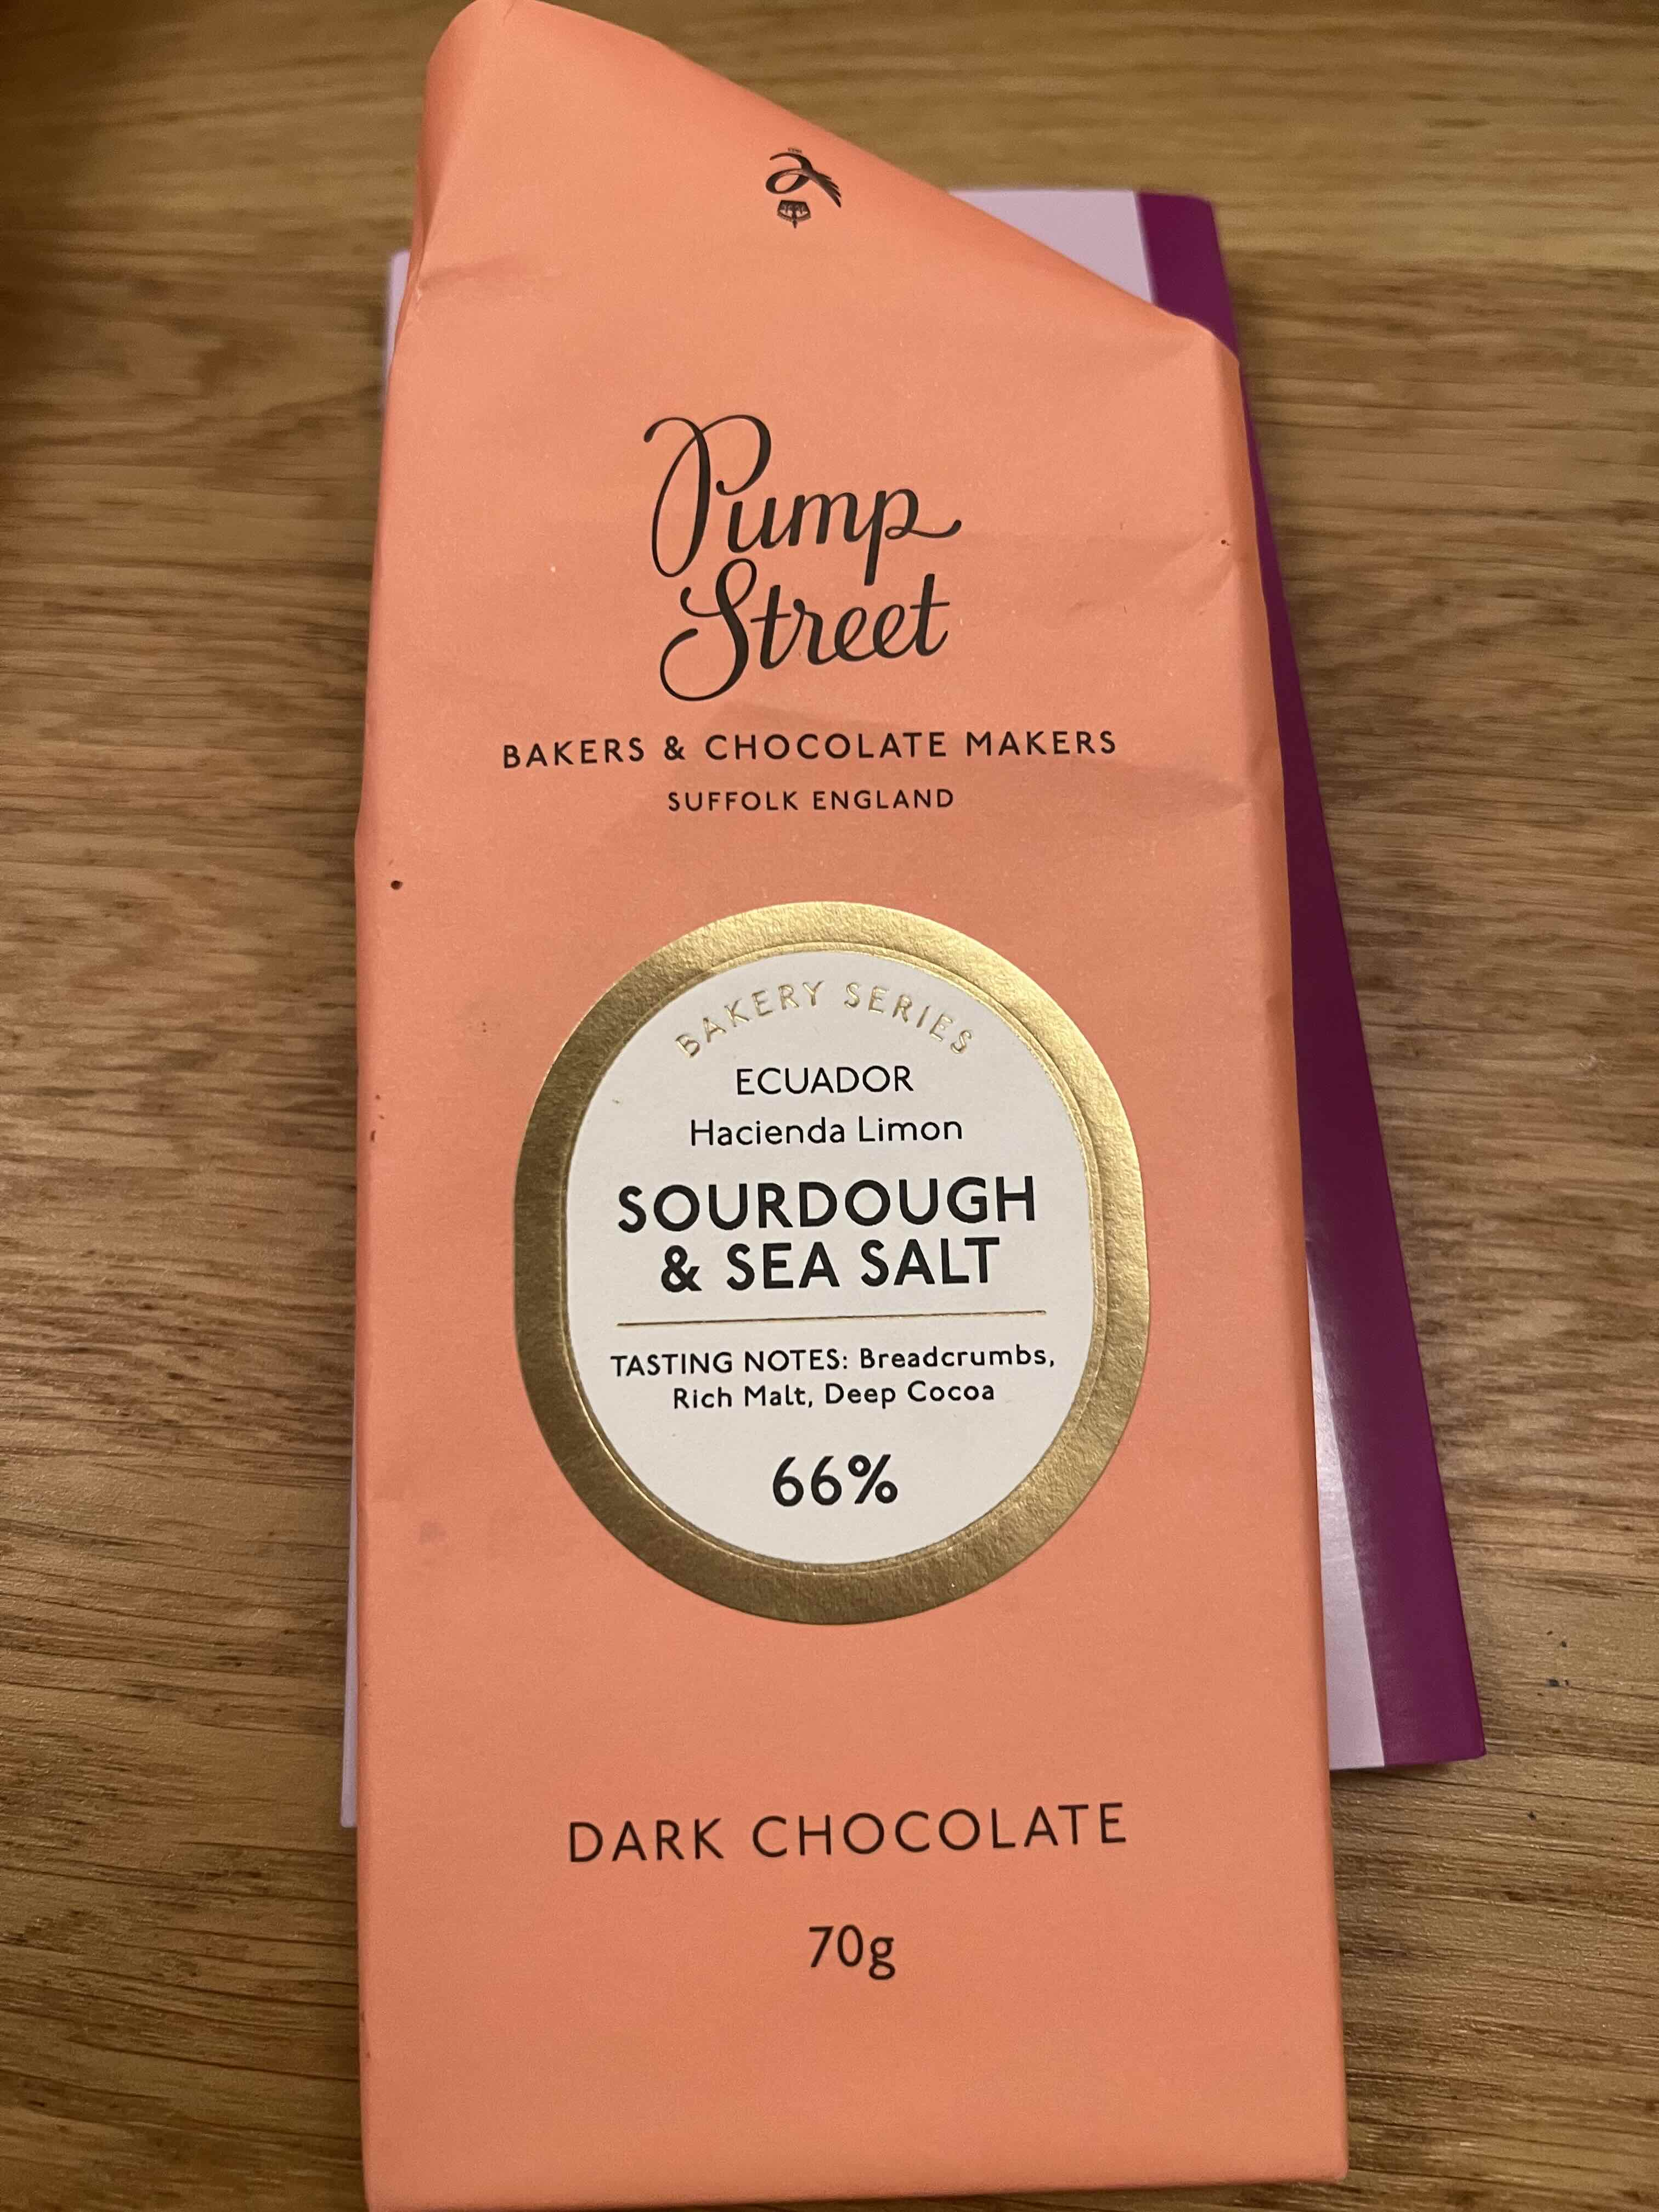 Pump
Street
BAKERS & CHOCOLATE MAKERS
SUFFOLK ENGLAND
BAKERY SERIES
ECUADOR
Hacienda Limon
SOURDOUGH
& SEA SALT
TASTING NOTES: Breadcrumbs,
Rich Malt, Deep Cocoa
66%
DARK CHOCOLATE
70g